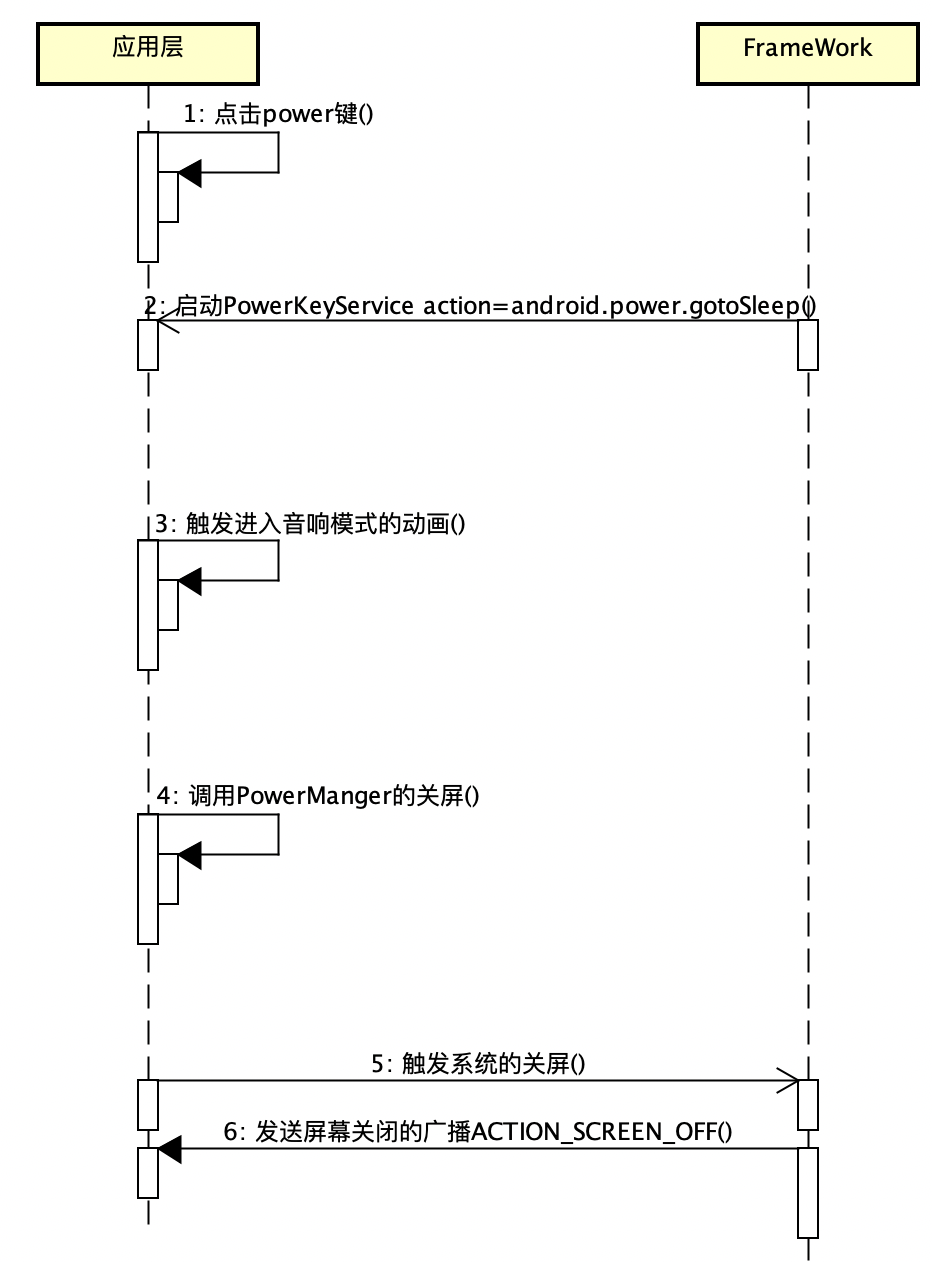 应用层
FrameWork
1: 点击power键()
2: 启动PowerKeyService action=android.power.gotoSleep()
3: 触发进入音响模式的动画()
4: 调用PowerManger的关屏()
5: 触发系统的关屏()
6: 发送屏幕关闭的广播ACTION_SCREEN_OFF()